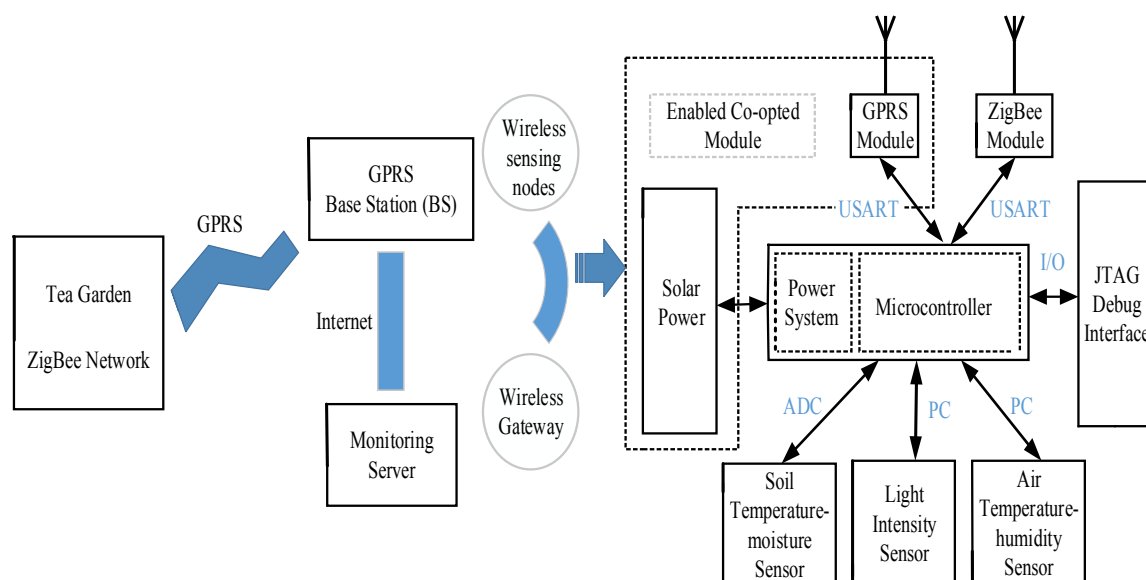 Tea Garden
ZigBee Network
GPRS
GPRS
Base Station (BS)
Internet
Monitoring
Server
Wireless
sensing
nodes
Wireless
Gateway
Enabled Co-opted
Module
GPRS
Module
ZigBee
Module
USART
USART
Solar
Power
Power
System
Microcontroller
I/O
JTAG
Debug
Interface
ADC
PC
PC
Soil
Temperature-
moisture
Sensor
Light
Intensity
Sensor
Air
Temperature-
humidity
Sensor